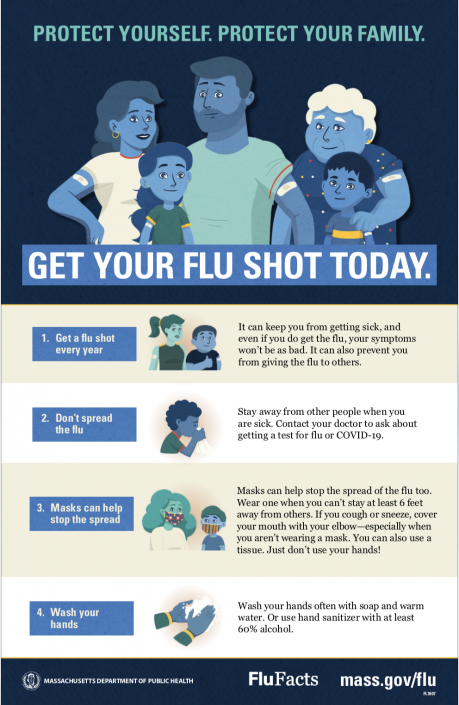 PROTECT YOURSELF. PROTECT YOUR FAMILY.
GET YOUR FLU SHOT TODAY.
1. Get a flu shot
every year
It can keep you from getting sick, and
even if you do get the flu, your symptoms
won't be as bad. It can also prevent you
from giving the flu to others.
2. Don't spread
the flu
Stay away from other people when you
are sick. Contact your doctor to ask about
getting a test for flu or COVID-19.
3. Masks can help
stop the spread
Masks can help stop the spread of the flu too.
Wear one when you can't stay at least 6 feet
away from others. If you cough or sneeze, cover
your mouth with your elbow—especially when
you aren't wearing a mask. You can also use a
tissue. Just don't use your hands!
4. Wash your
hands
Wash your hands often with soap and warm
water. Or use hand sanitizer with at least
60% alcohol.
MASSACHUSETTS DEPARTMENT OF PUBLIC HEALTH
FluFacts
mass.gov/flu